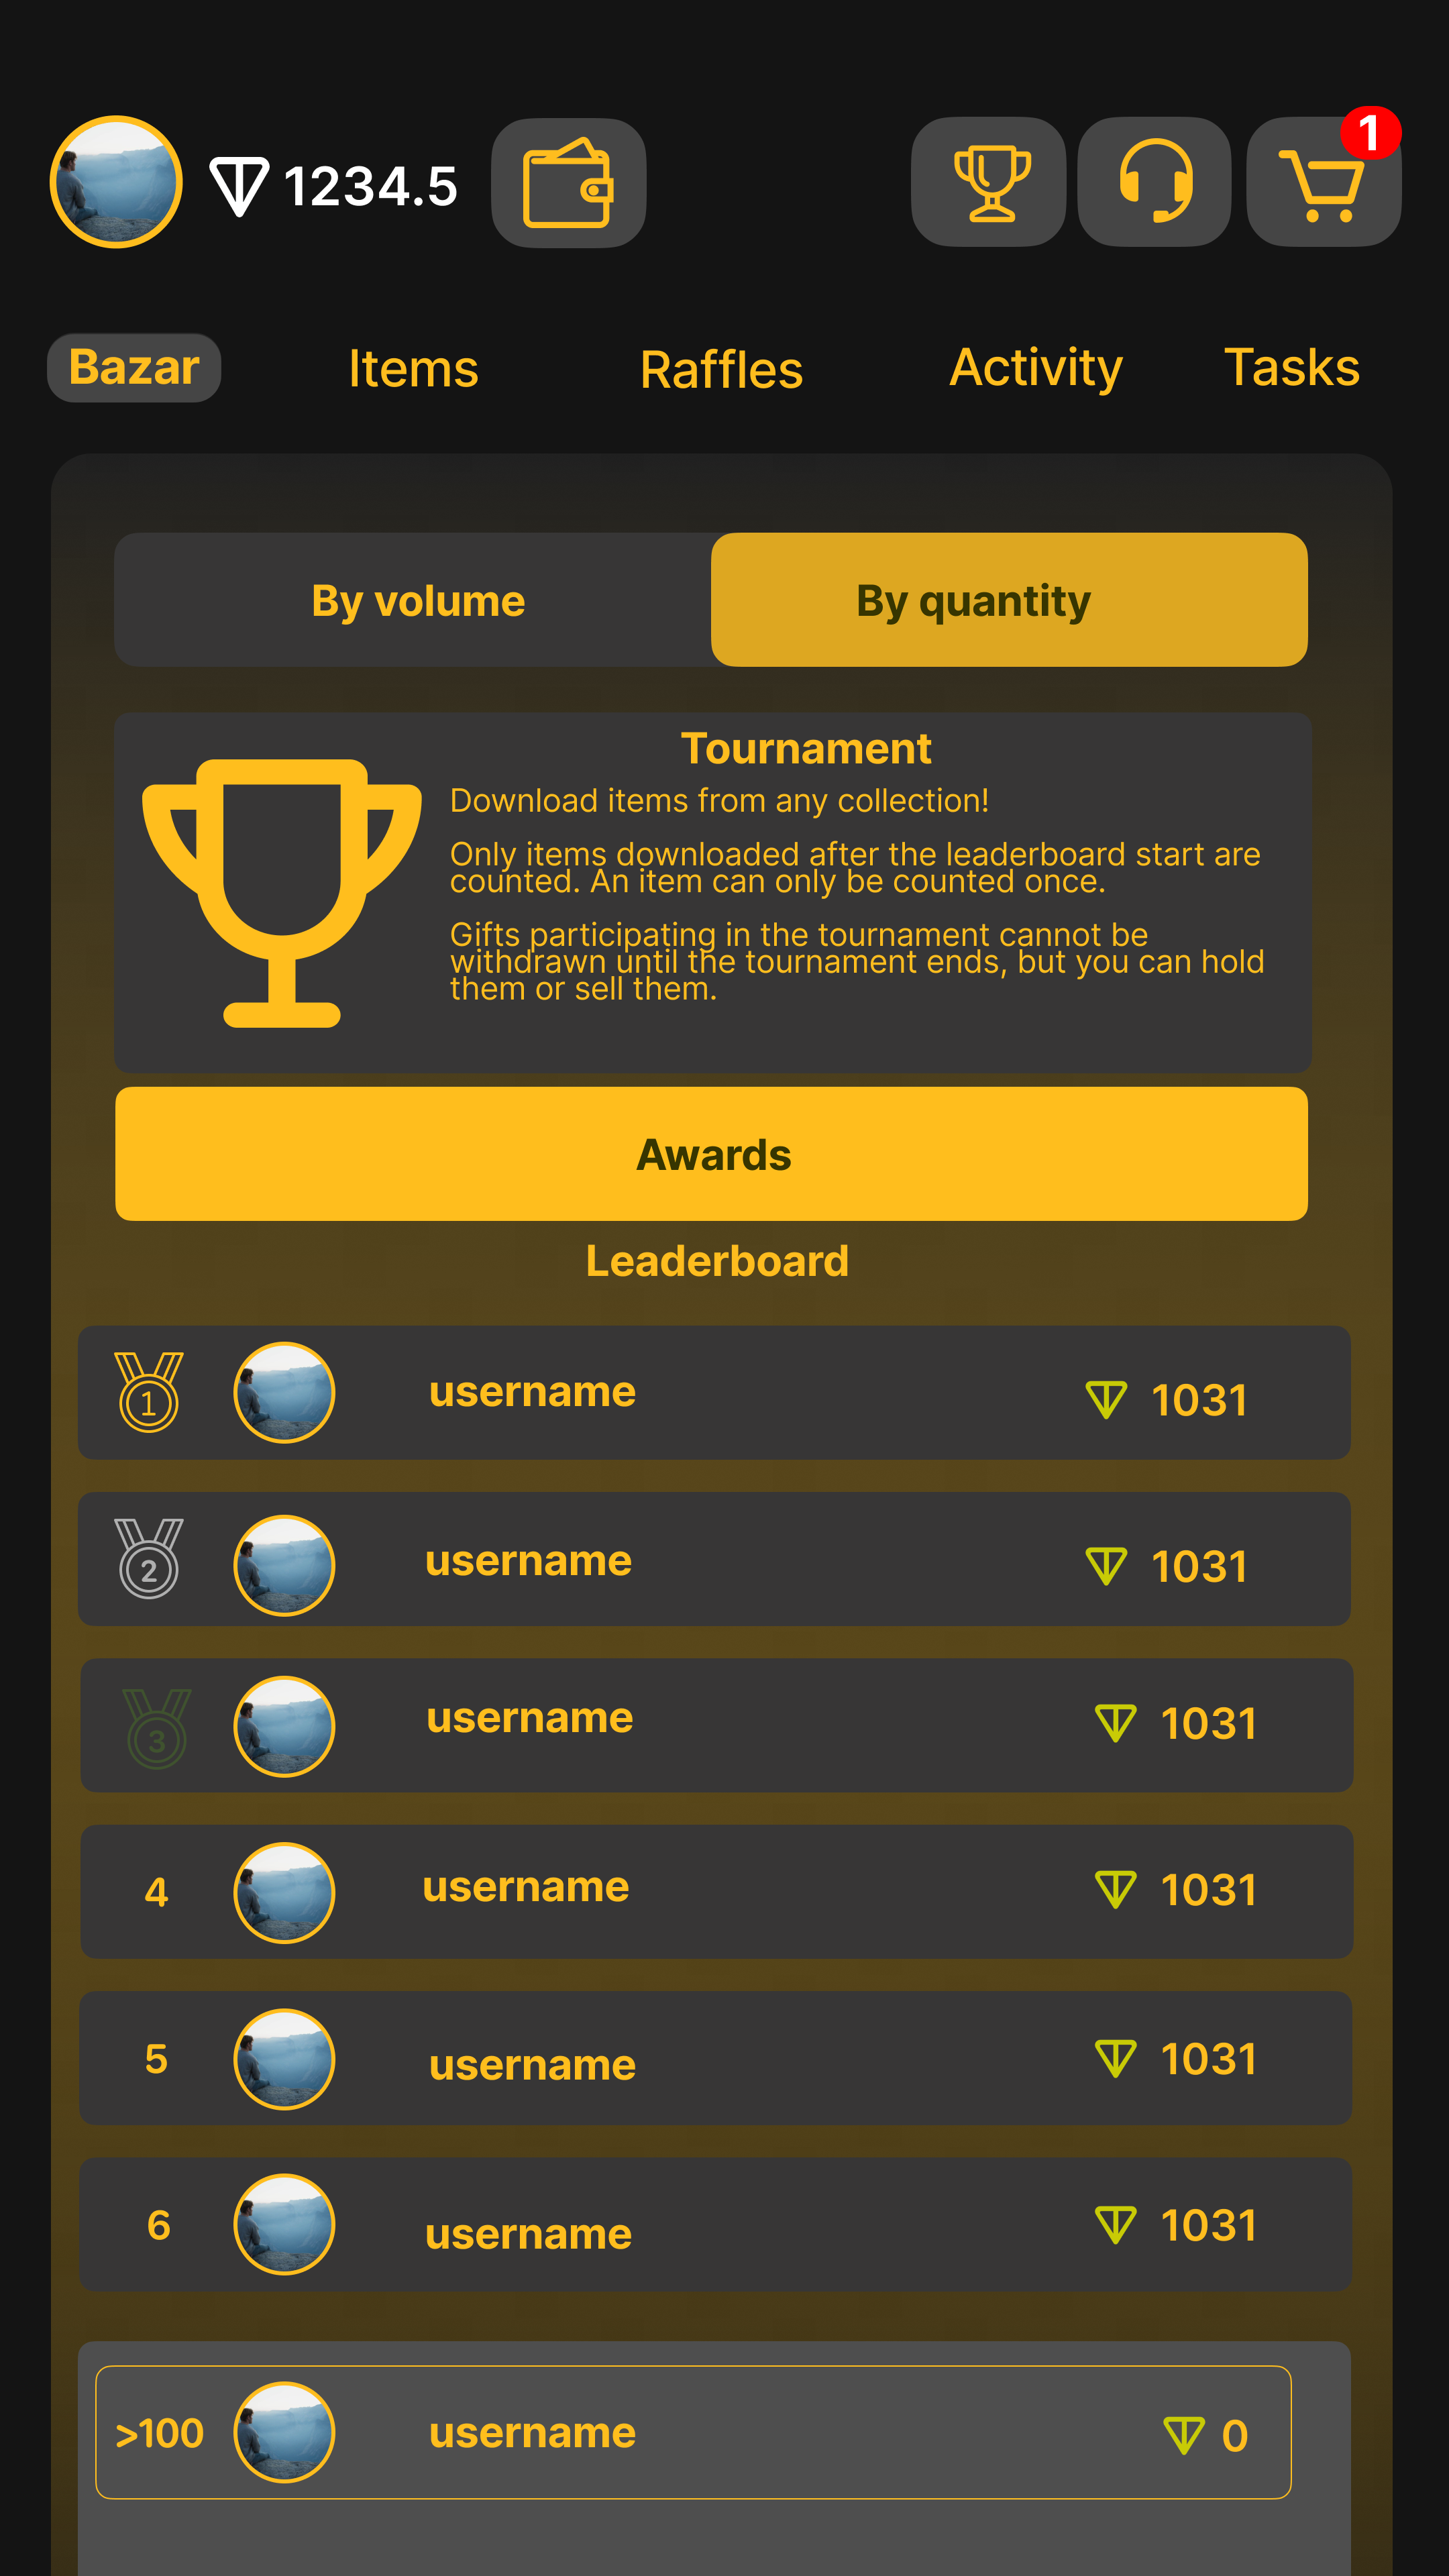 1234.5
1
Bazar Items Raffles Activity Tasks
By volume By quantity
Tournament
Download items from any collection!
Only items downloaded after the leaderboard start are
counted. An item can only be counted once.
Gifts participating in the tournament cannot be
withdrawn until the tournament ends, but you can hold
them or sell them.
Awards
Leaderboard
1 username 1031
2 username 1031
3 username 1031
4 username 1031
5 username 1031
6 username 1031
>100 username 0